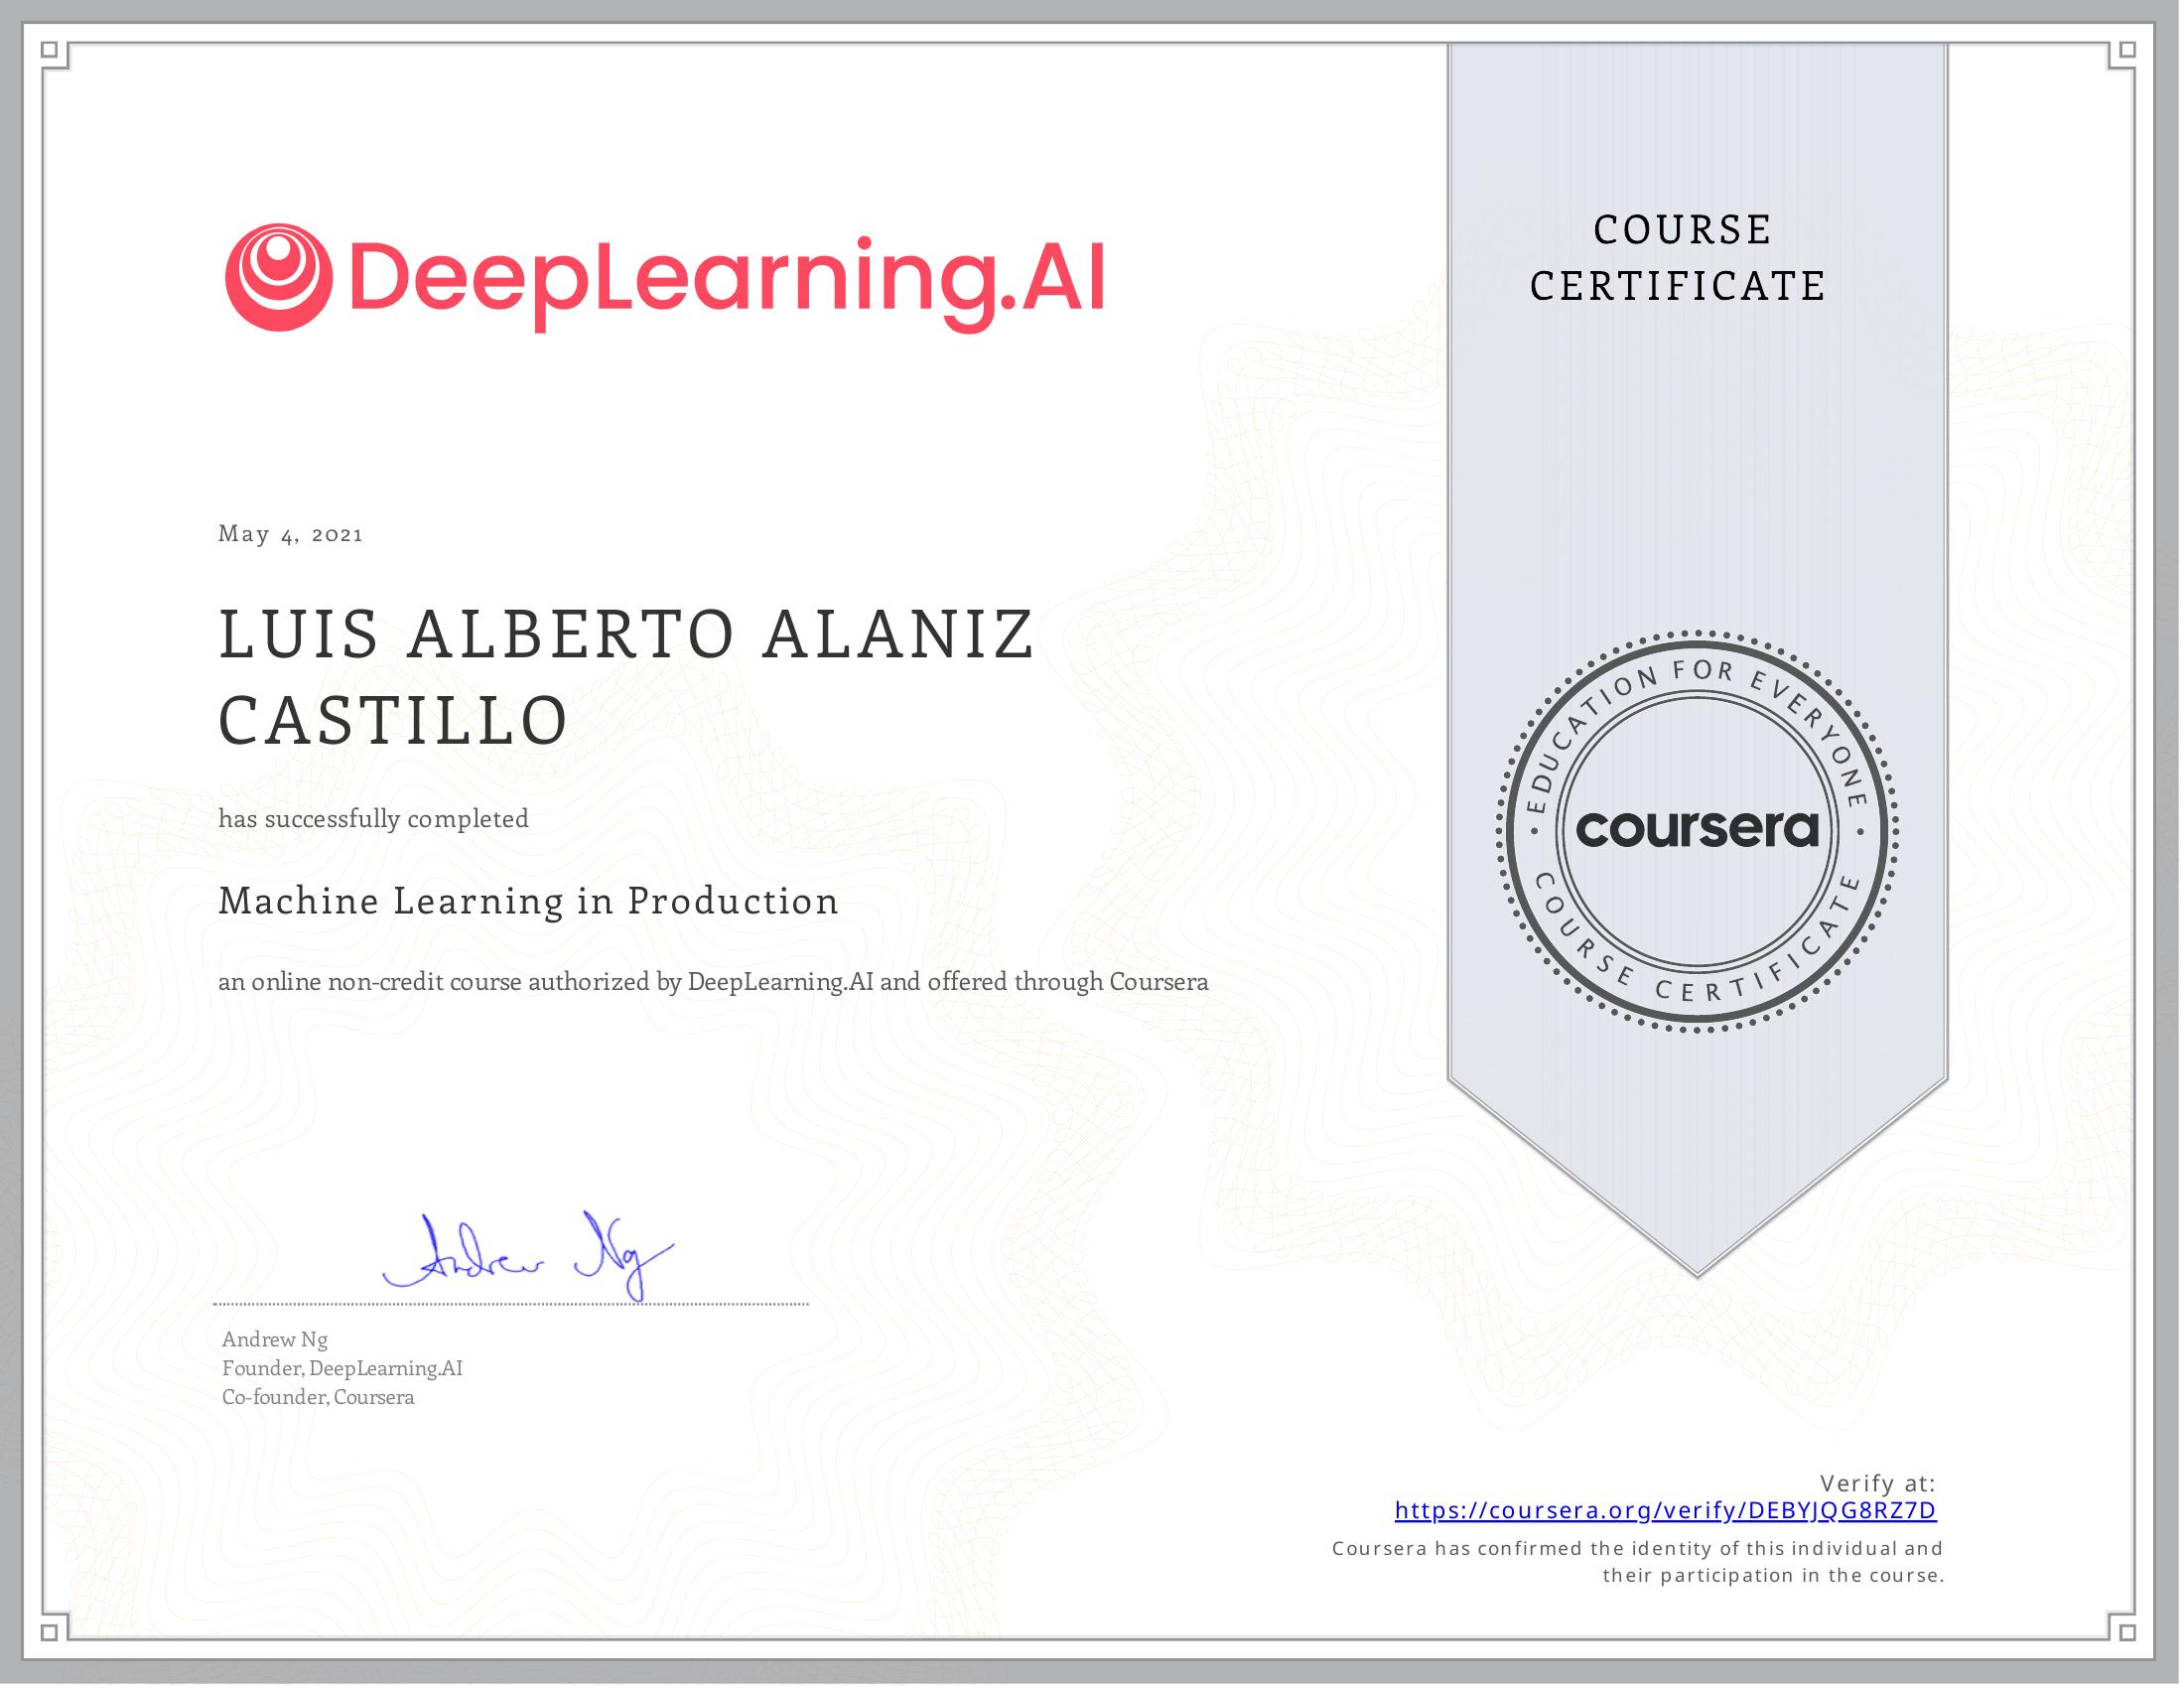 DeepLearning.AI
COURSE
CERTIFICATE
May 4, 2021
LUIS ALBERTO ALANIZ
CASTILLO
has successfully completed
Machine Learning in Production
an online non-credit course authorized by DeepLearning.AI and offered through Coursera
EDUCATION FOR EVERYONE
coursera
COURSE CERTIFICATE
Andrew Ng
Andrew Ng
Founder, DeepLearning.AI
Co-founder, Coursera
Verify at:
https://coursera.org/verify/DEBYJQG8RZ7D
Coursera has confirmed the identity of this individual and
their participation in the course.